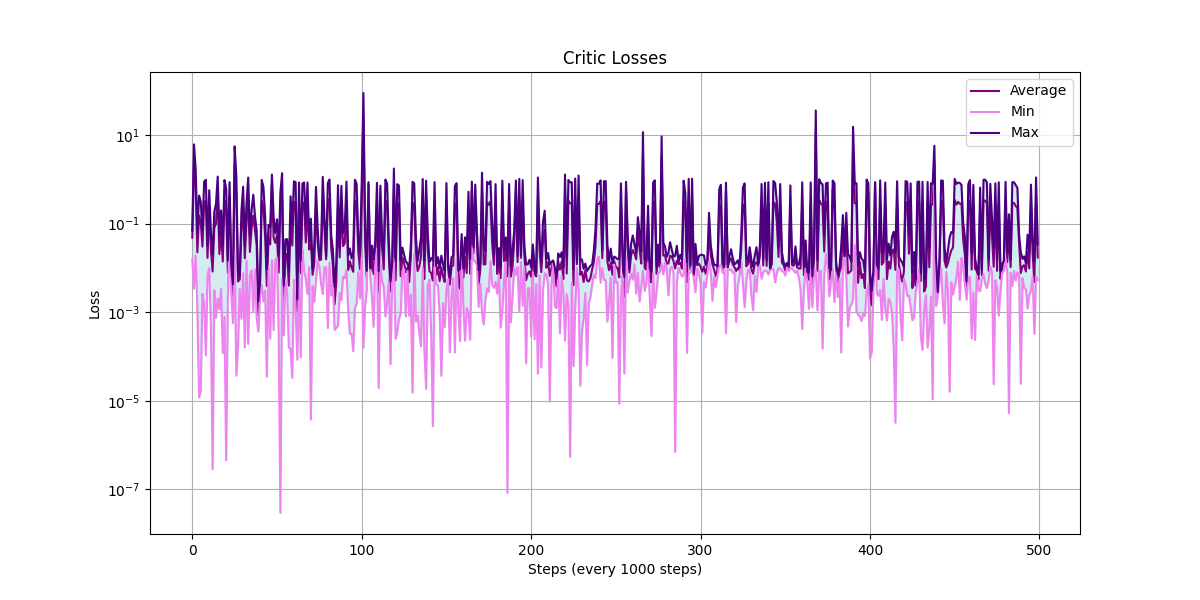 Critic Losses
Average
Min
Max
10^1
10^-1
10^-3
10^-5
10^-7
Loss
0 100 200 300 400 500
Steps (every 1000 steps)